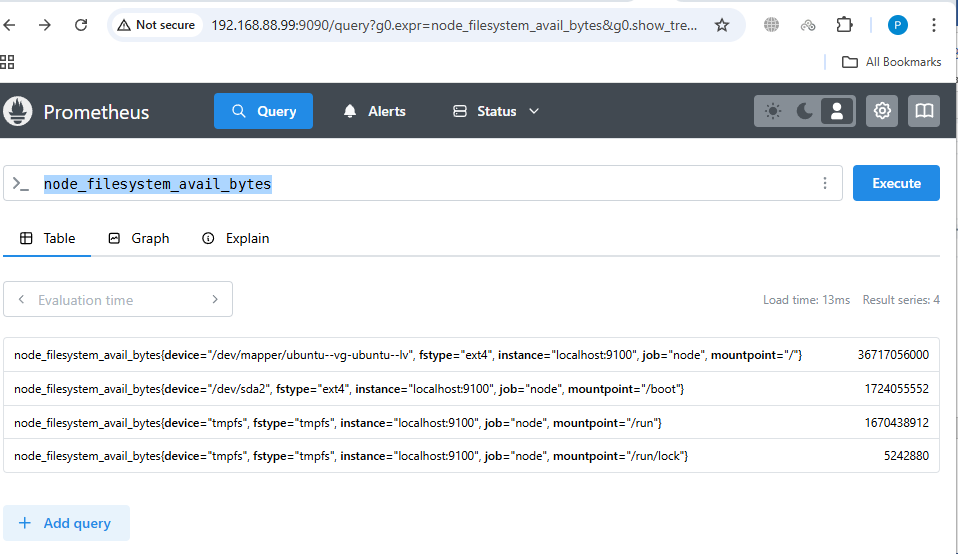 Not secure 192.168.88.99:9090/query?g0.expr=node_filesystem_avail_bytes&g0.show_tre... P
All Bookmarks
Prometheus Query Alerts Status
>_ node_filesystem_avail_bytes Execute
Table Graph Explain
Evaluation time Load time: 13ms Result series: 4
node_filesystem_avail_bytes{device="/dev/mapper/ubuntu--vg-ubuntu--lv", fstype="ext4", instance="localhost:9100", job="node", mountpoint="/"} 36717056000
node_filesystem_avail_bytes{device="/dev/sda2", fstype="ext4", instance="localhost:9100", job="node", mountpoint="/boot"} 1724055552
node_filesystem_avail_bytes{device="tmpfs", fstype="tmpfs", instance="localhost:9100", job="node", mountpoint="/run"} 1670438912
node_filesystem_avail_bytes{device="tmpfs", fstype="tmpfs", instance="localhost:9100", job="node", mountpoint="/run/lock"} 5242880
+ Add query